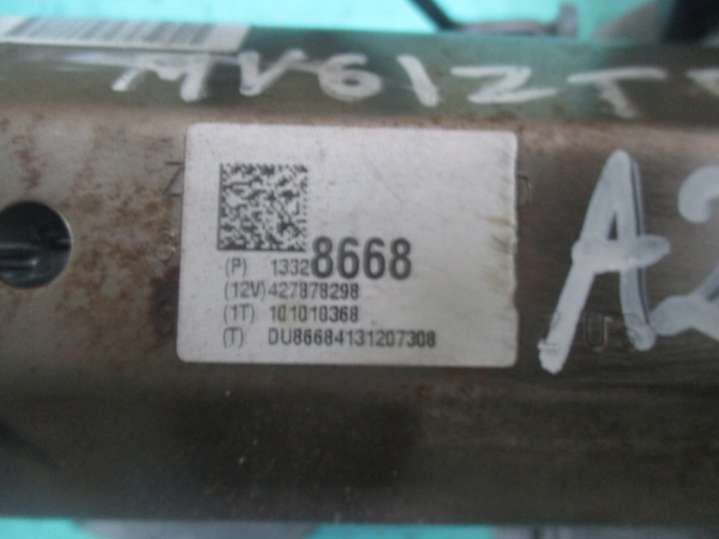 MV61ZT
A2
(P) 13328668
(12V)427878298
(1T) 101010368
(T) DU86684131207308